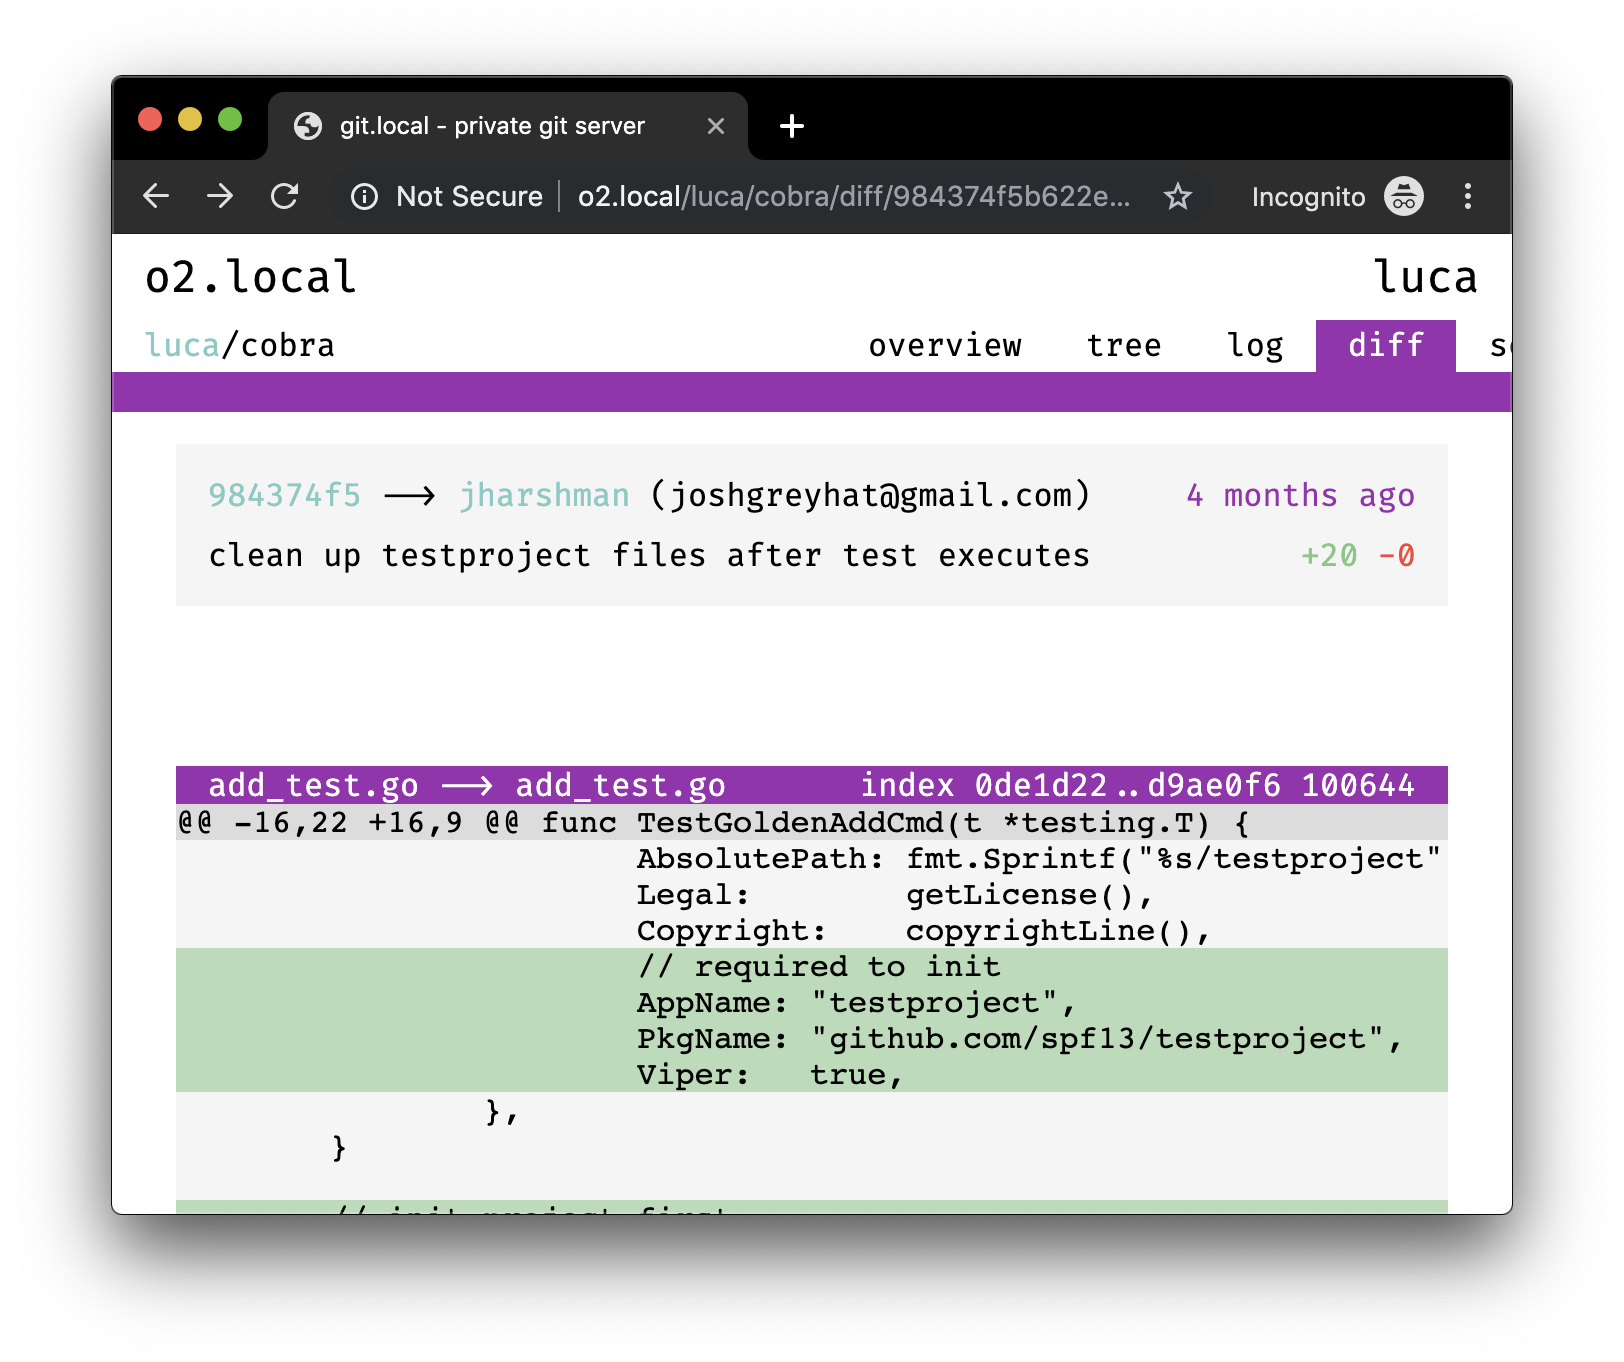 git.local - private git server
Not Secure | o2.local/luca/cobra/diff/984374f5b622e... Incognito
o2.local luca
luca/cobra overview tree log diff
984374f5 ⟶ jharshman (joshgreyhat@gmail.com) 4 months ago
clean up testproject files after test executes +20 -0
add_test.go ⟶ add_test.go index 0de1d22..d9ae0f6 100644
@@ -16,22 +16,9 @@ func TestGoldenAddCmd(t *testing.T) {
AbsolutePath: fmt.Sprintf("%s/testproject"
Legal: getLicense(),
Copyright: copyrightLine(),
// required to init
AppName: "testproject",
PkgName: "github.com/spf13/testproject",
Viper: true,
},
}
// init project first